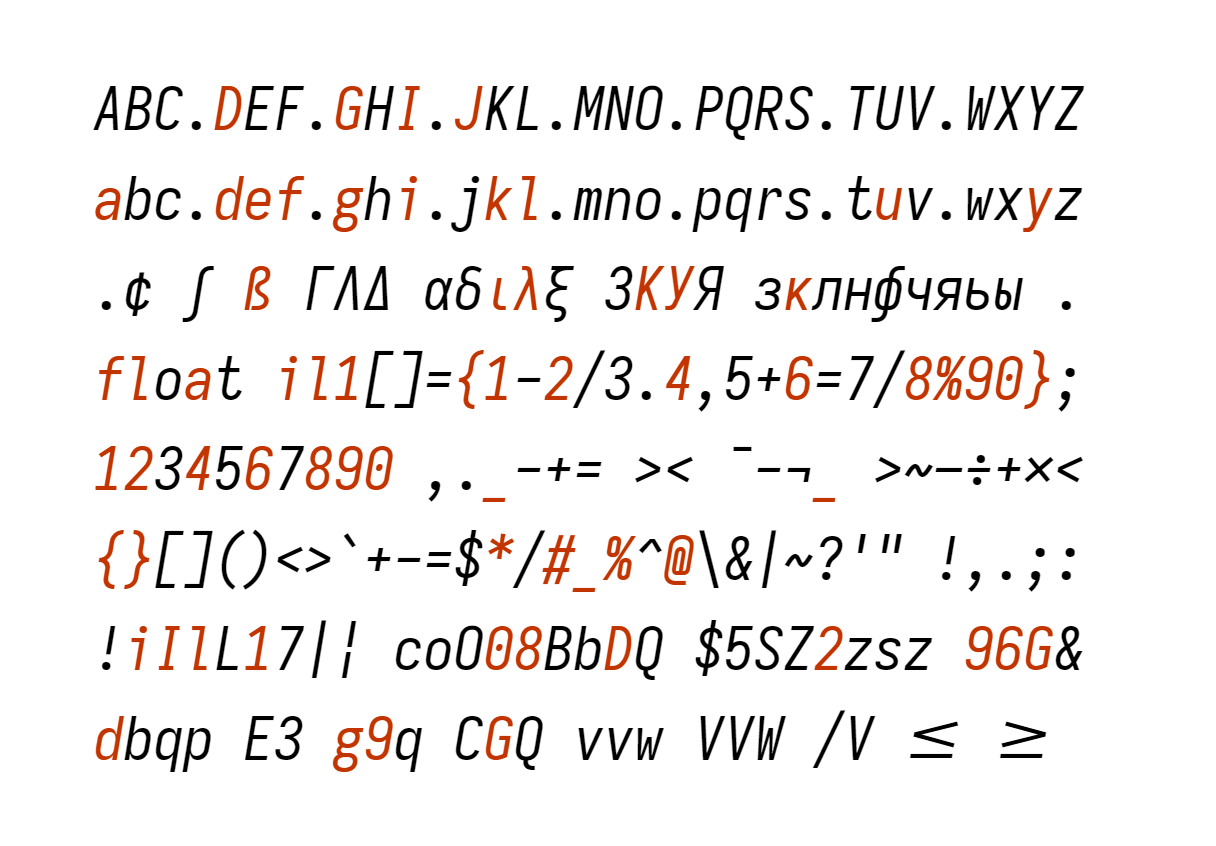 ABC.DEF.GHI.JKL.MNO.PQRS.TUV.WXYZ
abc.def.ghi.jkl.mno.pqrs.tuv.wxyz
.¢ ∫ ß ΓΛΔ αδιλξ ЗКУЯ зклнфчяьы .
float il1[]={1-2/3.4,5+6=7/8%90};
1234567890 ,._-+= >< ¯-¬_ >~–÷+×<
{}[]()<>`+-=$*/#_%^@\&|~?'" !,.;:
!iIlL17|¦ coO08BbDQ $5SZ2zsz 96G&
dbqp E3 g9q CGQ vvw VVW /V ≤ ≥